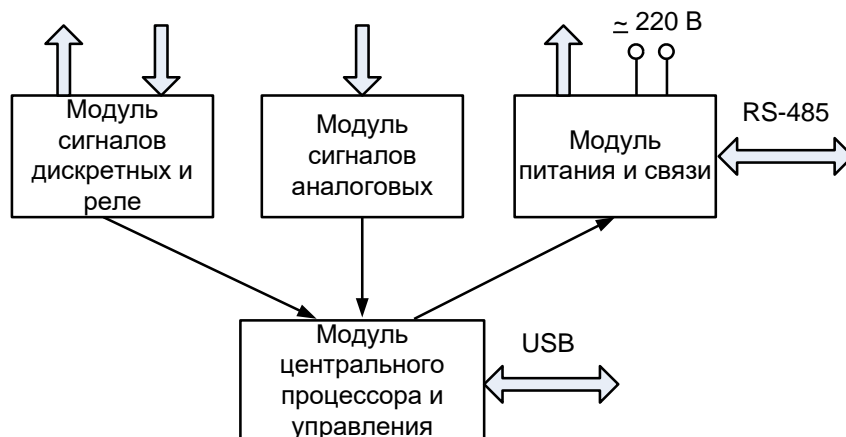 ≃ 220 В
Модуль
сигналов
дискретных и
реле
Модуль
сигналов
аналоговых
Модуль
питания и связи
RS-485
Модуль
центрального
процессора и
управления
USB